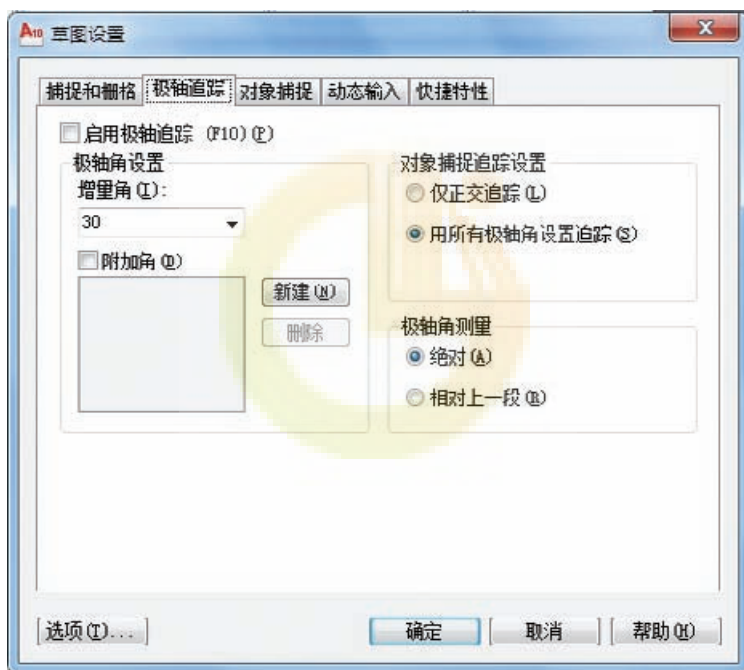 A10 草图设置
捕捉和栅格 极轴追踪 对象捕捉 动态输入 快捷特性
启用极轴追踪 (F10)(P)
极轴角设置
增量角(I):
30
附加角(D)
新建(N)
删除
对象捕捉追踪设置
仅正交追踪(L)
用所有极轴角设置追踪(S)
极轴角测量
绝对(A)
相对上一段(R)
选项(T)... 确定 取消 帮助(H)